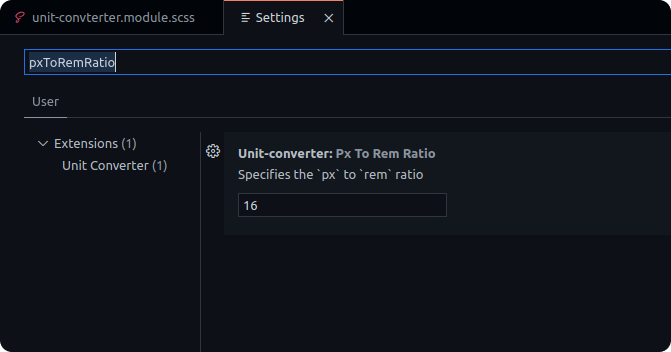 unit-convterter.module.scss
Settings
pxToRemRatio
User
Extensions (1)
Unit Converter (1)
Unit-converter: Px To Rem Ratio
Specifies the `px` to `rem` ratio
16